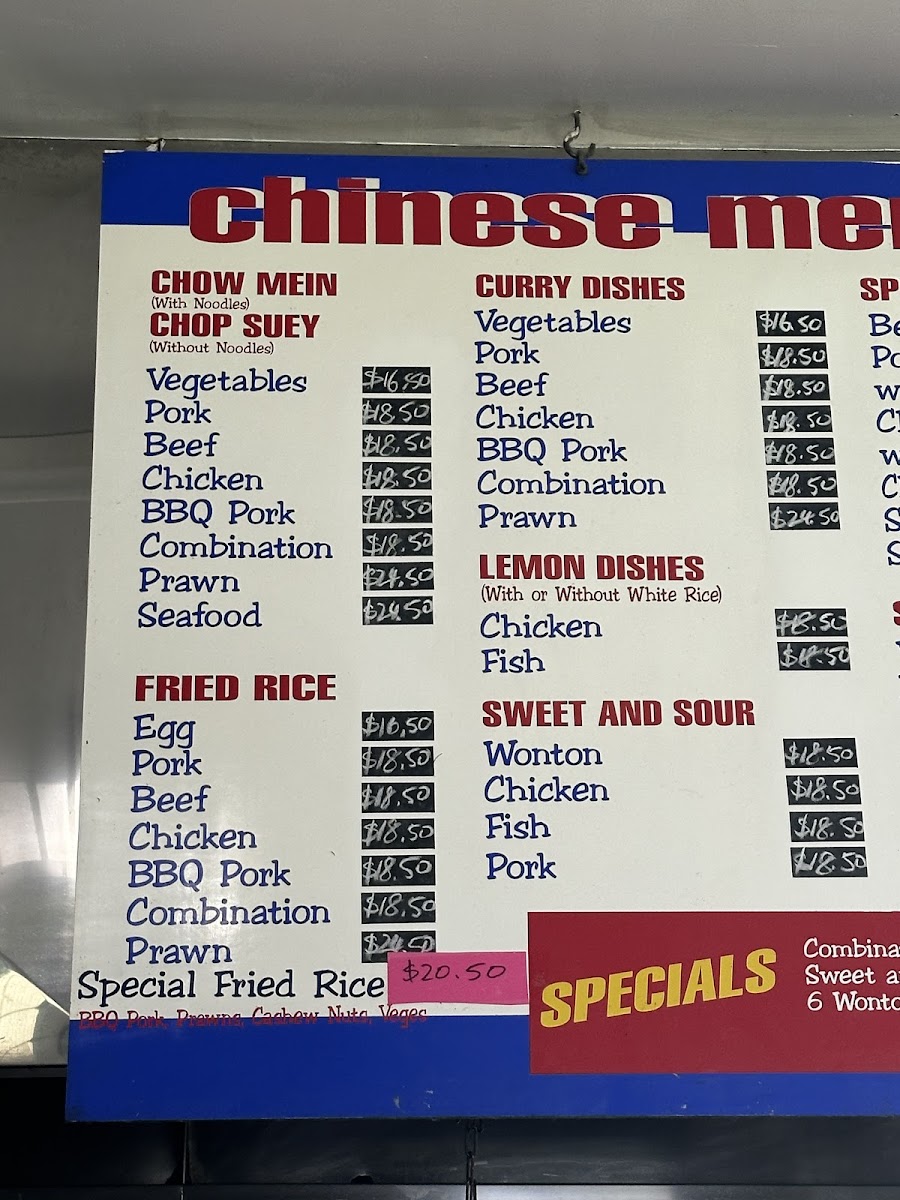 chinese
CHOW MEIN
(With Noodles)
CHOP SUEY
(Without Noodles)
Vegetables $16.50
Pork $18.50
Beef $18.50
Chicken $18.50
BBQ Pork $18.50
Combination $18.50
Prawn $24.50
Seafood $24.50
FRIED RICE
Egg $16.50
Pork $18.50
Beef $18.50
Chicken $18.50
BBQ Pork $18.50
Combination $18.50
Prawn $24.50
Special Fried Rice $20.50
BBQ Pork, Prawns, Cashew Nuts, Veges
CURRY DISHES
Vegetables $16.50
Pork $18.50
Beef $18.50
Chicken $18.50
BBQ Pork $18.50
Combination $18.50
Prawn $24.50
LEMON DISHES
(With or Without White Rice)
Chicken $18.50
Fish $18.50
SWEET AND SOUR
Wonton $18.50
Chicken $18.50
Fish $18.50
Pork $18.50
SPECIALS
Sweet
6